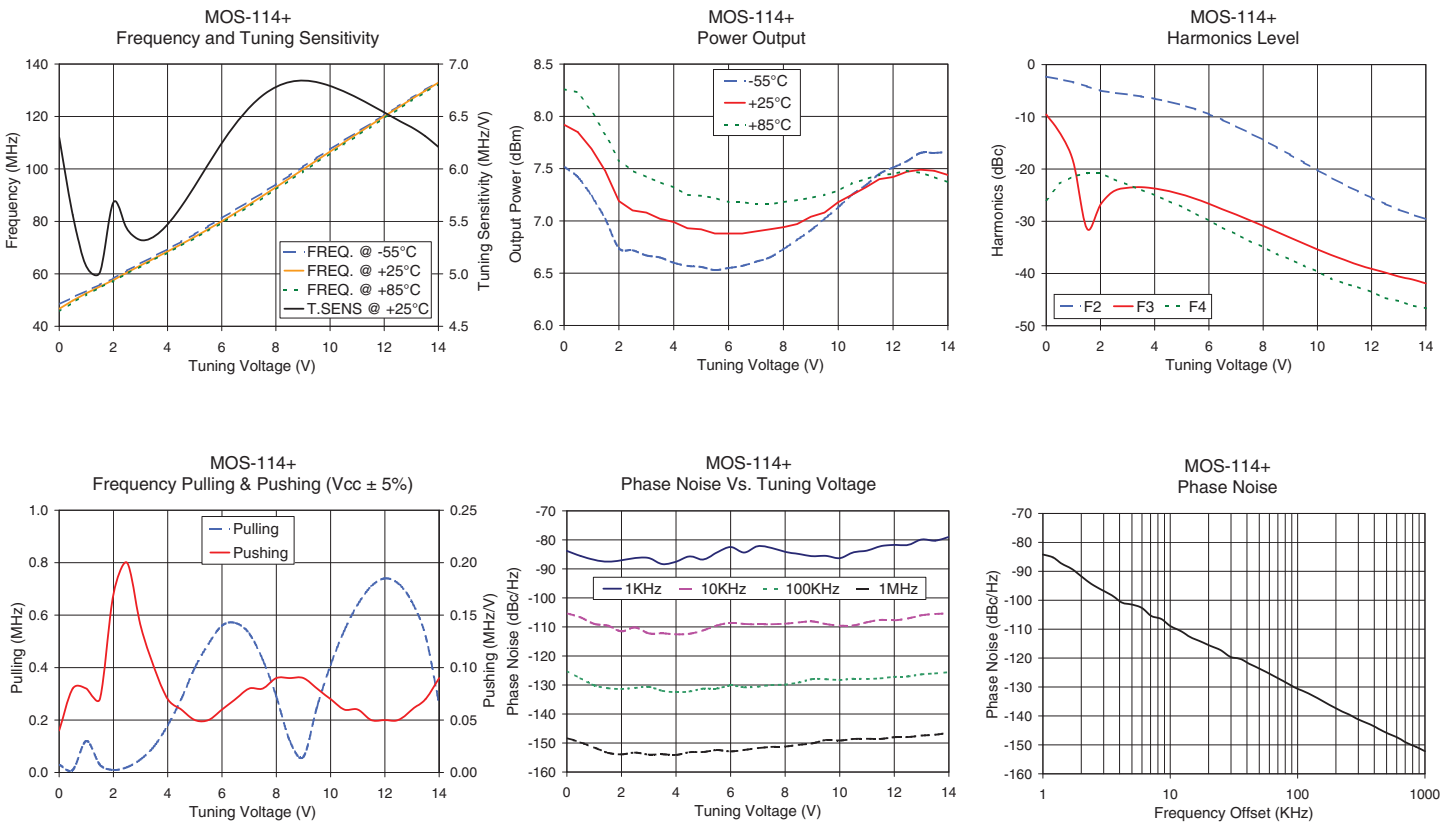 MOS-114+
Frequency and Tuning Sensitivity
140
120
100
80
60
40
Frequency (MHz)
7.0
6.5
6.0
5.5
5.0
4.5
Tuning Sensitivity (MHz/V)
FREQ. @ -55°C
FREQ. @ +25°C
FREQ. @ +85°C
T.SENS @ +25°C
0 2 4 6 8 10 12 14
Tuning Voltage (V)
MOS-114+
Power Output
8.5
8.0
7.5
7.0
6.5
6.0
Output Power (dBm)
-55°C
+25°C
+85°C
0 2 4 6 8 10 12 14
Tuning Voltage (V)
MOS-114+
Harmonics Level
0
-10
-20
-30
-40
-50
Harmonics (dBc)
F2 F3 F4
0 2 4 6 8 10 12 14
Tuning Voltage (V)
MOS-114+
Frequency Pulling & Pushing (Vcc ± 5%)
1.0
0.8
0.6
0.4
0.2
0.0
Pulling (MHz)
Pulling
Pushing
0.25
0.20
0.15
0.10
0.05
0.00
Pushing (MHz/V)
0 2 4 6 8 10 12 14
Tuning Voltage (V)
MOS-114+
Phase Noise Vs. Tuning Voltage
-70
-80
-90
-100
-110
-120
-130
-140
-150
-160
Phase Noise (dBc/Hz)
1KHz 10KHz 100KHz 1MHz
0 2 4 6 8 10 12 14
Tuning Voltage (V)
MOS-114+
Phase Noise
-70
-80
-90
-100
-110
-120
-130
-140
-150
-160
Phase Noise (dBc/Hz)
1 10 100 1000
Frequency Offset (KHz)